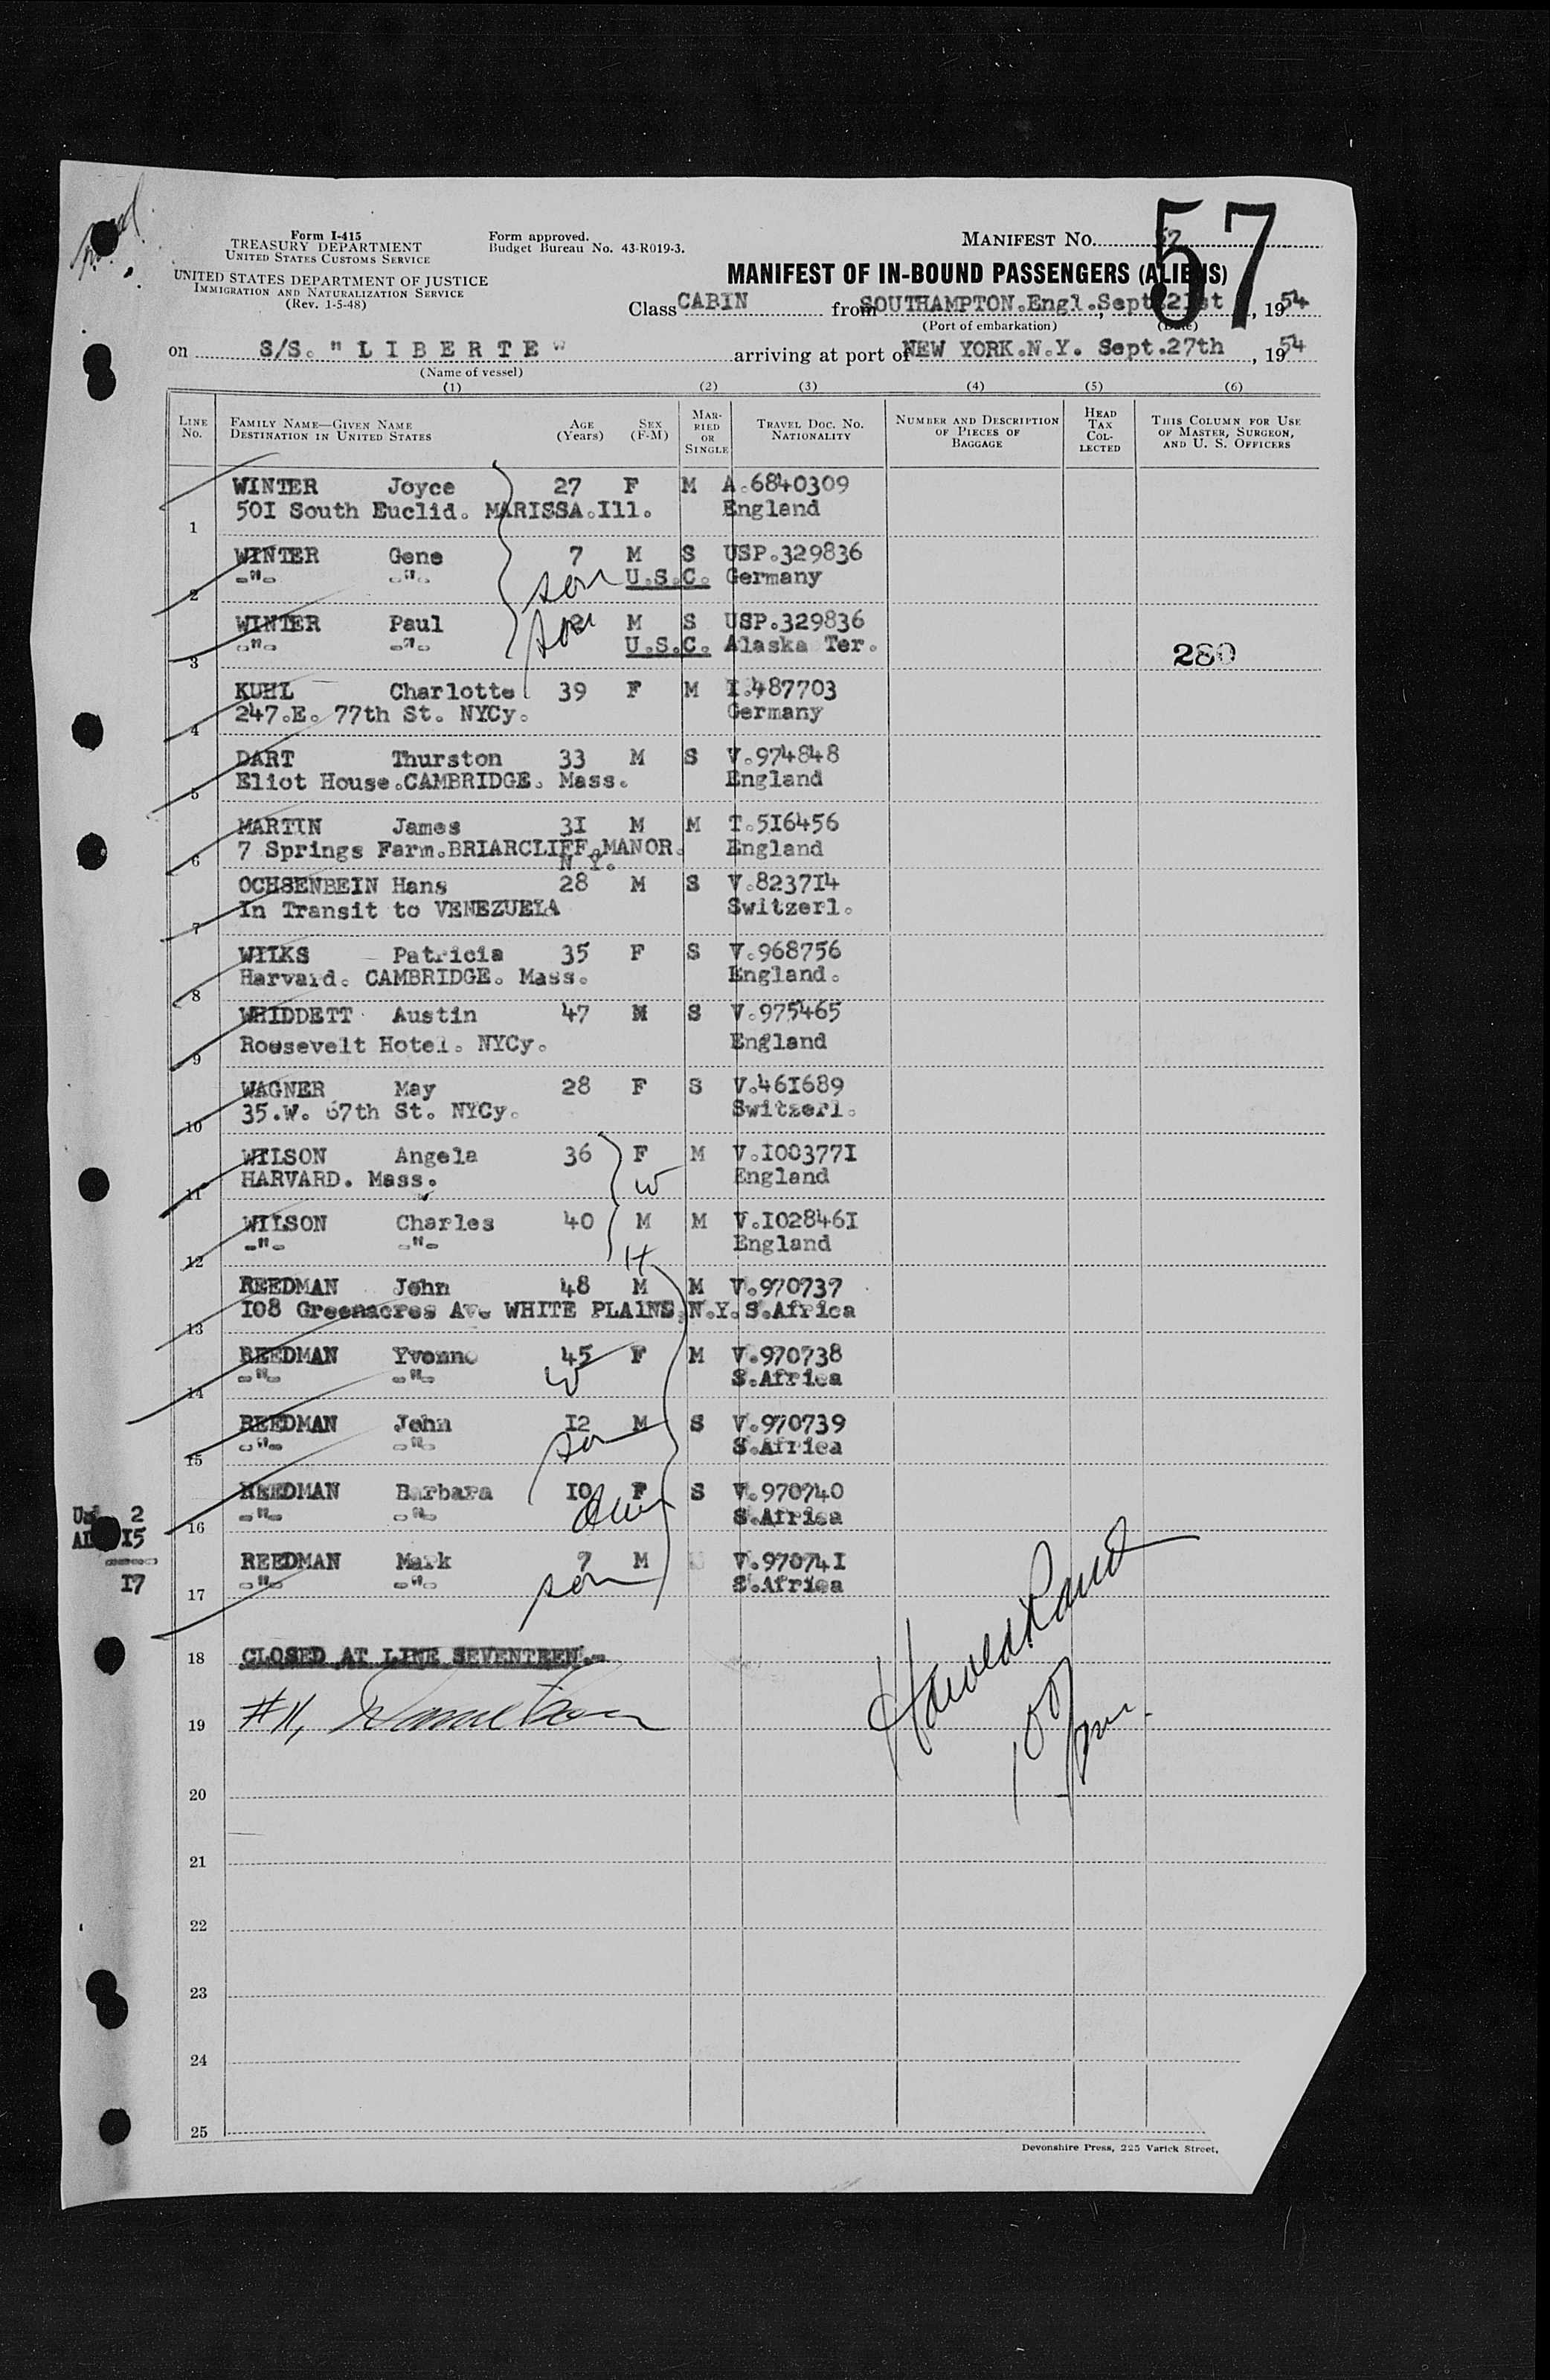 57
Form I-415
TREASURY DEPARTMENT
UNITED STATES CUSTOMS SERVICE
UNITED STATES DEPARTMENT OF JUSTICE
IMMIGRATION AND NATURALIZATION SERVICE
(Rev. 1-5-48)
Form approved.
Budget Bureau No. 43-R019-3.
MANIFEST NO. 57
MANIFEST OF IN-BOUND PASSENGERS (ALIENS)
Class CABIN from SOUTHAMPTON.Engl., Sept.21st, 1954
(Port of embarkation) (Date)
on S/S. "LIBERTE" arriving at port of NEW YORK.N.Y. Sept.27th, 1954
(Name of vessel)
(1) (2) (3) (4) (5) (6)
LINE No. FAMILY NAME—GIVEN NAME DESTINATION IN UNITED STATES AGE (Years) SEX (F-M) MARRIED OR SINGLE TRAVEL DOC. NO. NATIONALITY NUMBER AND DESCRIPTION OF PIECES OF BAGGAGE HEAD TAX COLLECTED THIS COLUMN FOR USE OF MASTER, SURGEON, AND U. S. OFFICERS
WINTER Joyce 27 F M A.6840309
1 501 South Euclid. MARISSA.Ill. England
WINTER Gene 7 M S USP.329836
2 -"- -"- son U.S.C. Germany
WINTER Paul son M S USP.329836
3 -"- -"- U.S.C. Alaska Ter. 280
KUHL Charlotte 39 F M I.487703
4 247.E. 77th St. NYCy. Germany
DART Thurston 33 M S V.974848
5 Eliot House.CAMBRIDGE. Mass. England
MARTIN James 31 M M T.516456
6 7 Springs Farm.BRIARCLIFF.MANOR. N.Y. England
OCHSENBEIN Hans 28 M S V.823714
7 In Transit to VENEZUELA Switzerl.
WILKS Patricia 35 F S V.968756
8 Harvard. CAMBRIDGE. Mass. England.
WHIDDETT Austin 47 M S V.975465
9 Roosevelt Hotel. NYCy. England
WAGNER May 28 F S V.461689
10 35.W. 67th St. NYCy. Switzerl.
WILSON Angela 36 F M V.1003771
11 HARVARD. Mass. W England
WILSON Charles 40 M M V.1028461
12 -"- -"- H England
REEDMAN John 48 M M V.970737
13 108 Greenacres Av. WHITE PLAINS.N.Y. S.Africa
REEDMAN Yvonne 45 F M V.970738
14 -"- -"- W S.Africa
REEDMAN John 12 M S V.970739
15 -"- -"- son S.Africa
REEDMAN Barbara 10 F S V.970740
16 -"- -"- dau S.Africa
2
15
17
REEDMAN Mark 7 M V.970741
17 -"- -"- son S.Africa
18 CLOSED AT LINE SEVENTEEN.-
19 #11,
20
21
22
23
24
25
Devonshire Press, 225 Varick Street,